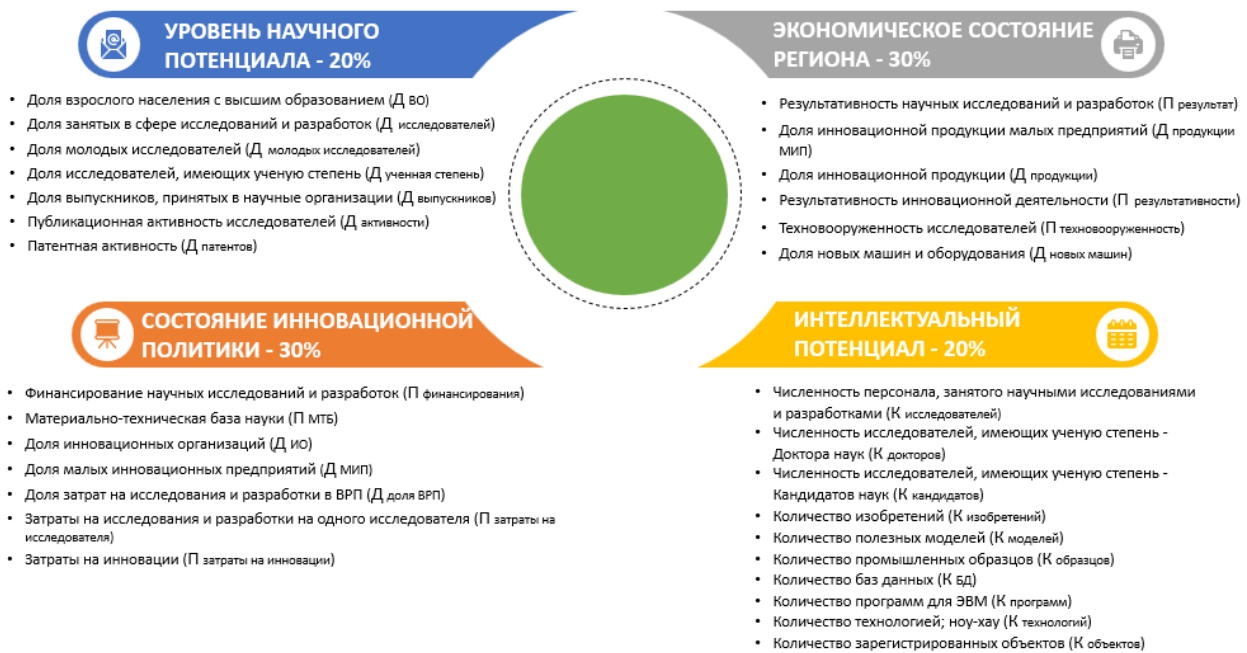 УРОВЕНЬ НАУЧНОГО
ПОТЕНЦИАЛА - 20%
• Доля взрослого населения с высшим образованием (Д ВО)
• Доля занятых в сфере исследований и разработок (Д исследователей)
• Доля молодых исследователей (Д молодых исследователей)
• Доля исследователей, имеющих ученую степень (Д ученная степень)
• Доля выпускников, принятых в научные организации (Д выпускников)
• Публикационная активность исследователей (Д активности)
• Патентная активность (Д патентов)
ЭКОНОМИЧЕСКОЕ СОСТОЯНИЕ
РЕГИОНА - 30%
• Результативность научных исследований и разработок (П результат)
• Доля инновационной продукции малых предприятий (Д продукции
МИП)
• Доля инновационной продукции (Д продукции)
• Результативность инновационной деятельности (П результативности)
• Техновооруженность исследователей (П техновооруженность)
• Доля новых машин и оборудования (Д новых машин)
СОСТОЯНИЕ ИННОВАЦИОННОЙ
ПОЛИТИКИ - 30%
• Финансирование научных исследований и разработок (П финансирования)
• Материально-техническая база науки (П МТБ)
• Доля инновационных организаций (Д ИО)
• Доля малых инновационных предприятий (Д МИП)
• Доля затрат на исследования и разработки в ВРП (Д доля ВРП)
• Затраты на исследования и разработки на одного исследователя (П затраты на
исследователя)
• Затраты на инновации (П затраты на инновации)
ИНТЕЛЛЕКТУАЛЬНЫЙ
ПОТЕНЦИАЛ - 20%
• Численность персонала, занятого научными исследованиями
и разработками (К исследователей)
• Численность исследователей, имеющих ученую степень -
Доктора наук (К докторов)
• Численность исследователей, имеющих ученую степень -
Кандидатов наук (К кандидатов)
• Количество изобретений (К изобретений)
• Количество полезных моделей (К моделей)
• Количество промышленных образцов (К образцов)
• Количество баз данных (К БД)
• Количество программ для ЭВМ (К программ)
• Количество технологией; ноу-хау (К технологий)
• Количество зарегистрированных объектов (К объектов)